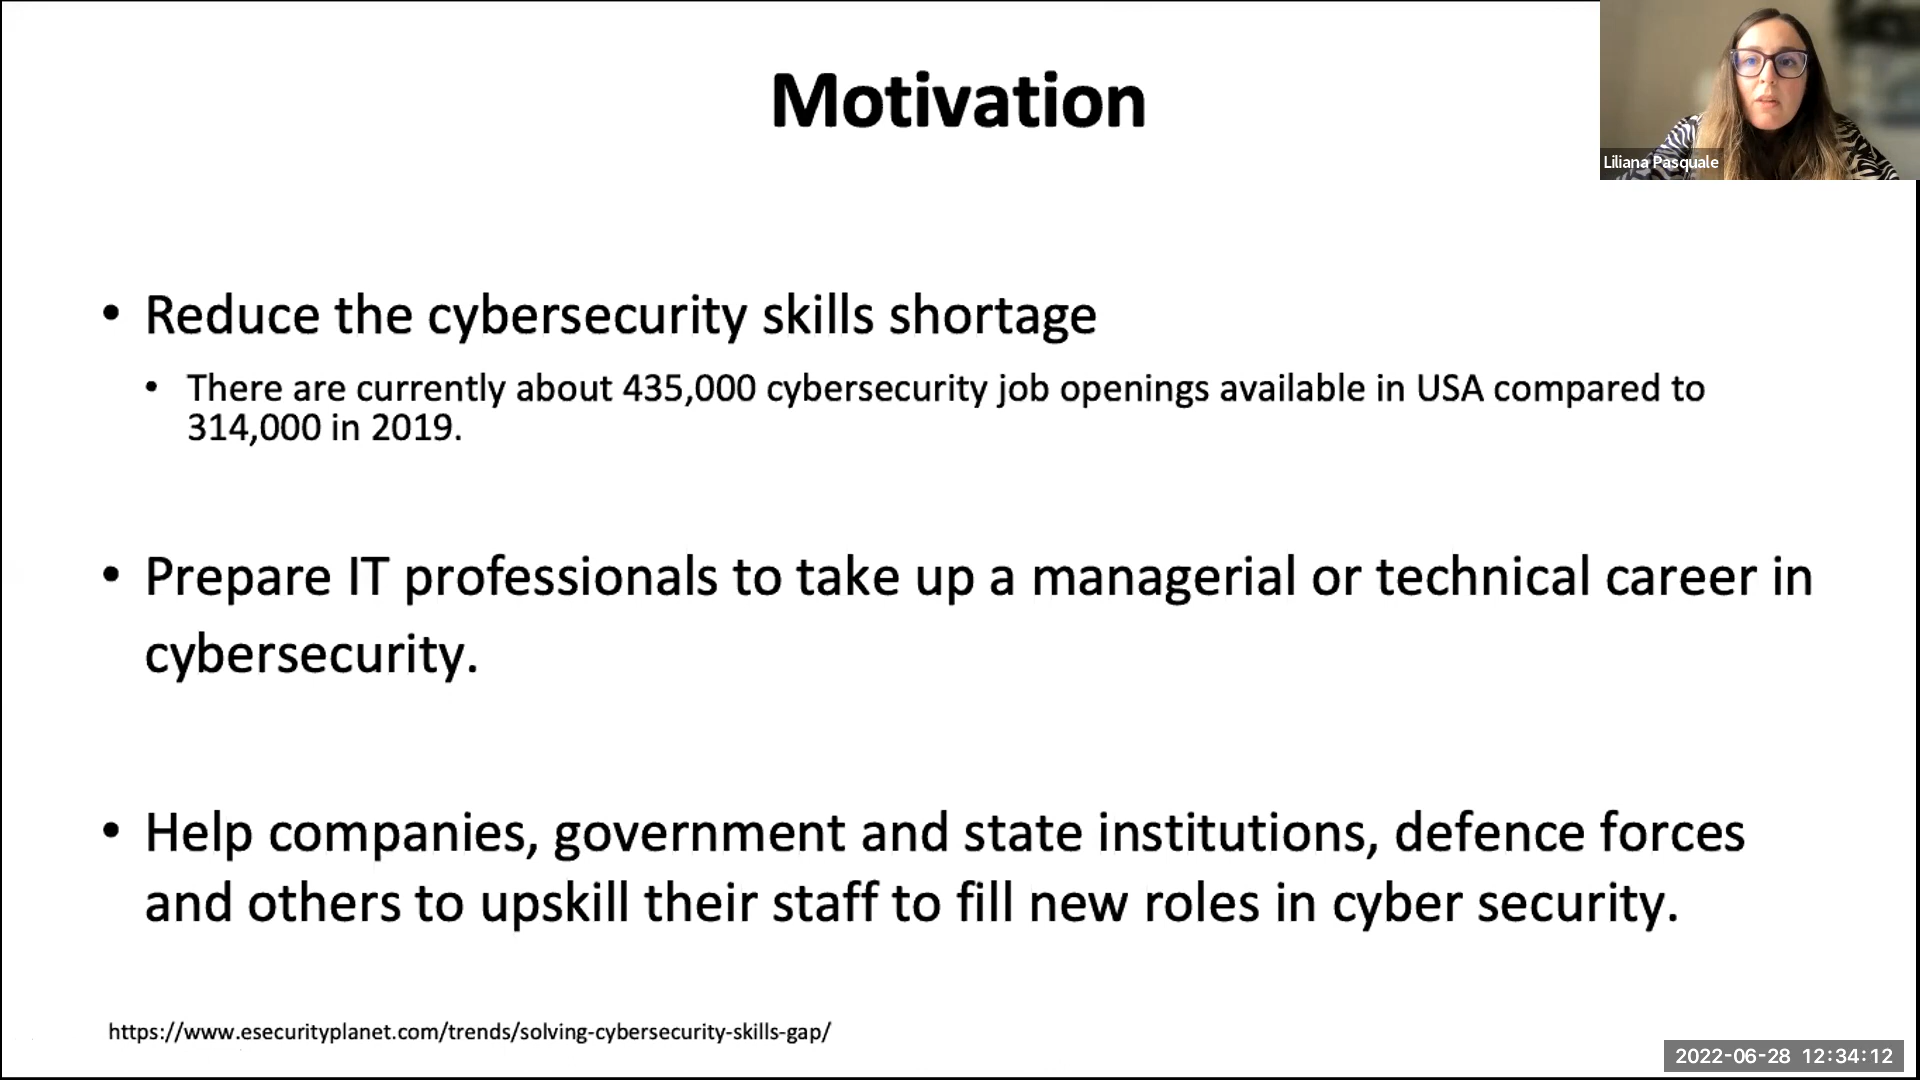 Motivation
Liliana Pasquale
• Reduce the cybersecurity skills shortage
• There are currently about 435,000 cybersecurity job openings available in USA compared to
314,000 in 2019.
• Prepare IT professionals to take up a managerial or technical career in
cybersecurity.
• Help companies, government and state institutions, defence forces
and others to upskill their staff to fill new roles in cyber security.
https://www.esecurityplanet.com/trends/solving-cybersecurity-skills-gap/
2022-06-28 12:34:12